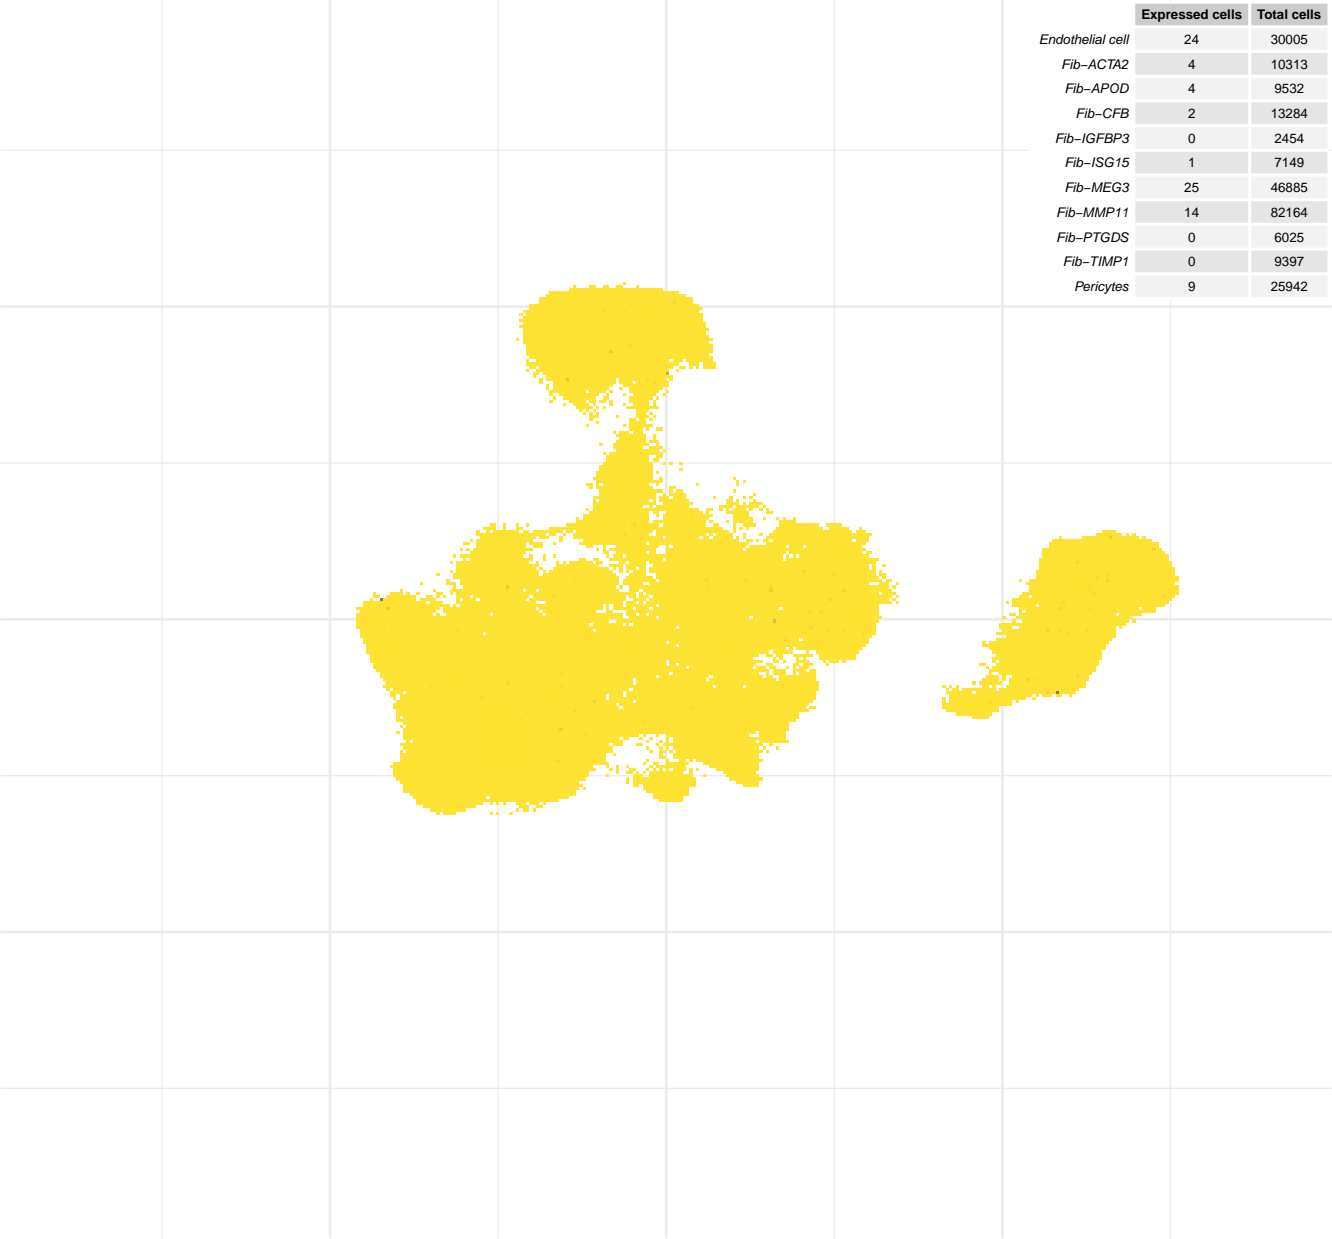 Expressed cells Total cells
Endothelial cell 24 30005
Fib−ACTA2 4 10313
Fib−APOD 4 9532
Fib−CFB 2 13284
Fib−IGFBP3 0 2454
Fib−ISG15 1 7149
Fib−MEG3 25 46885
Fib−MMP11 14 82164
Fib−PTGDS 0 6025
Fib−TIMP1 0 9397
Pericytes 9 25942